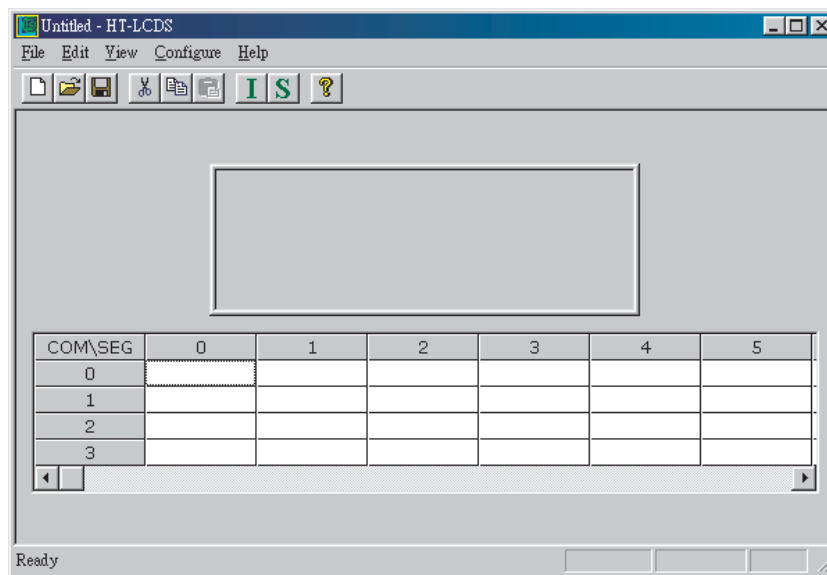 Untitled - HT-LCDS
File Edit View Configure Help
I S ?
COM\SEG 0 1 2 3 4 5
0
1
2
3
Ready